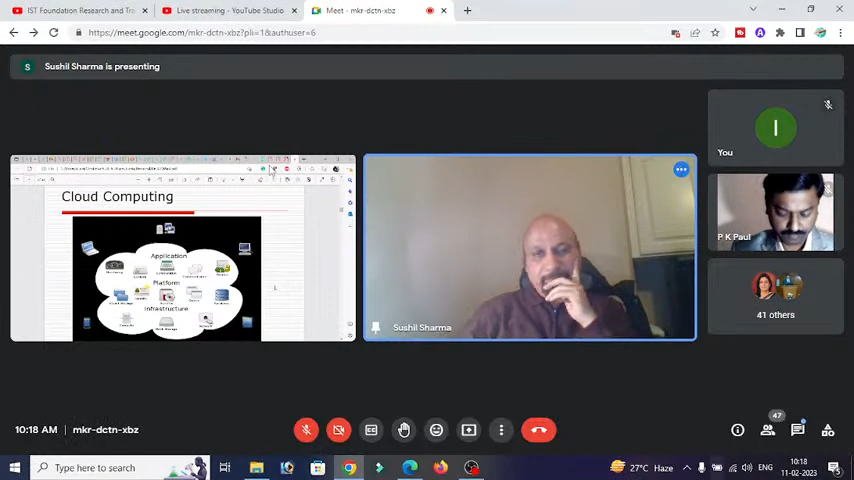 IST Foundation Research and Tra
Live streaming - YouTube Studio
Meet - mkr-dctn-xbz
https://meet.google.com/mkr-dctn-xbz?pli=1&authuser=6
S
Sushil Sharma is presenting
Cloud Computing
Application
Platform
Infrastructure
Sushil Sharma
I
You
P K Paul
41 others
10:18 AM | mkr-dctn-xbz
47
Type here to search
27°C Haze
ENG
10:18
11-02-2023